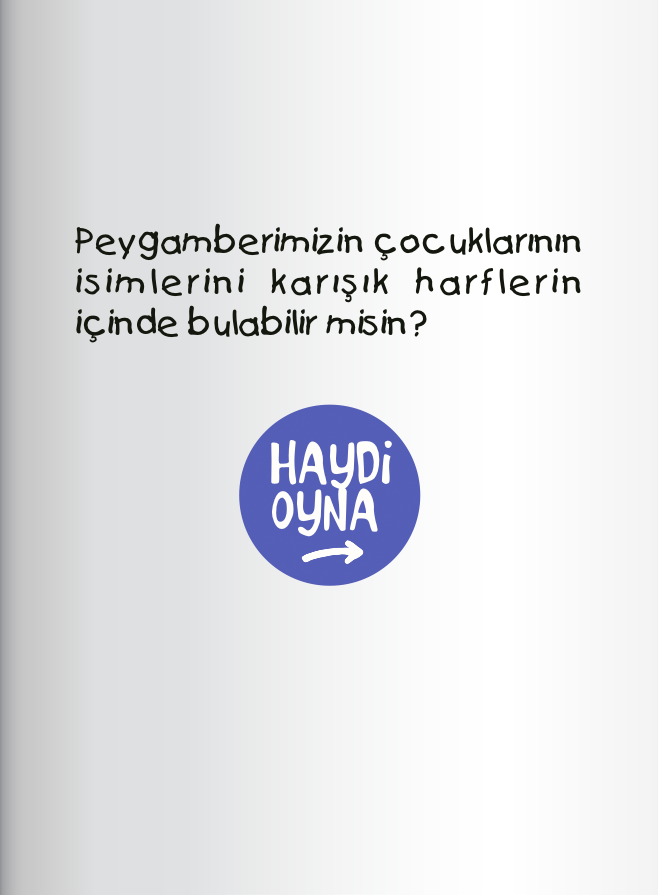 Peygamberimizin çocuklarının
isimlerini karışık harflerin
içinde bulabilir misin?
HAYDİ
OYNA